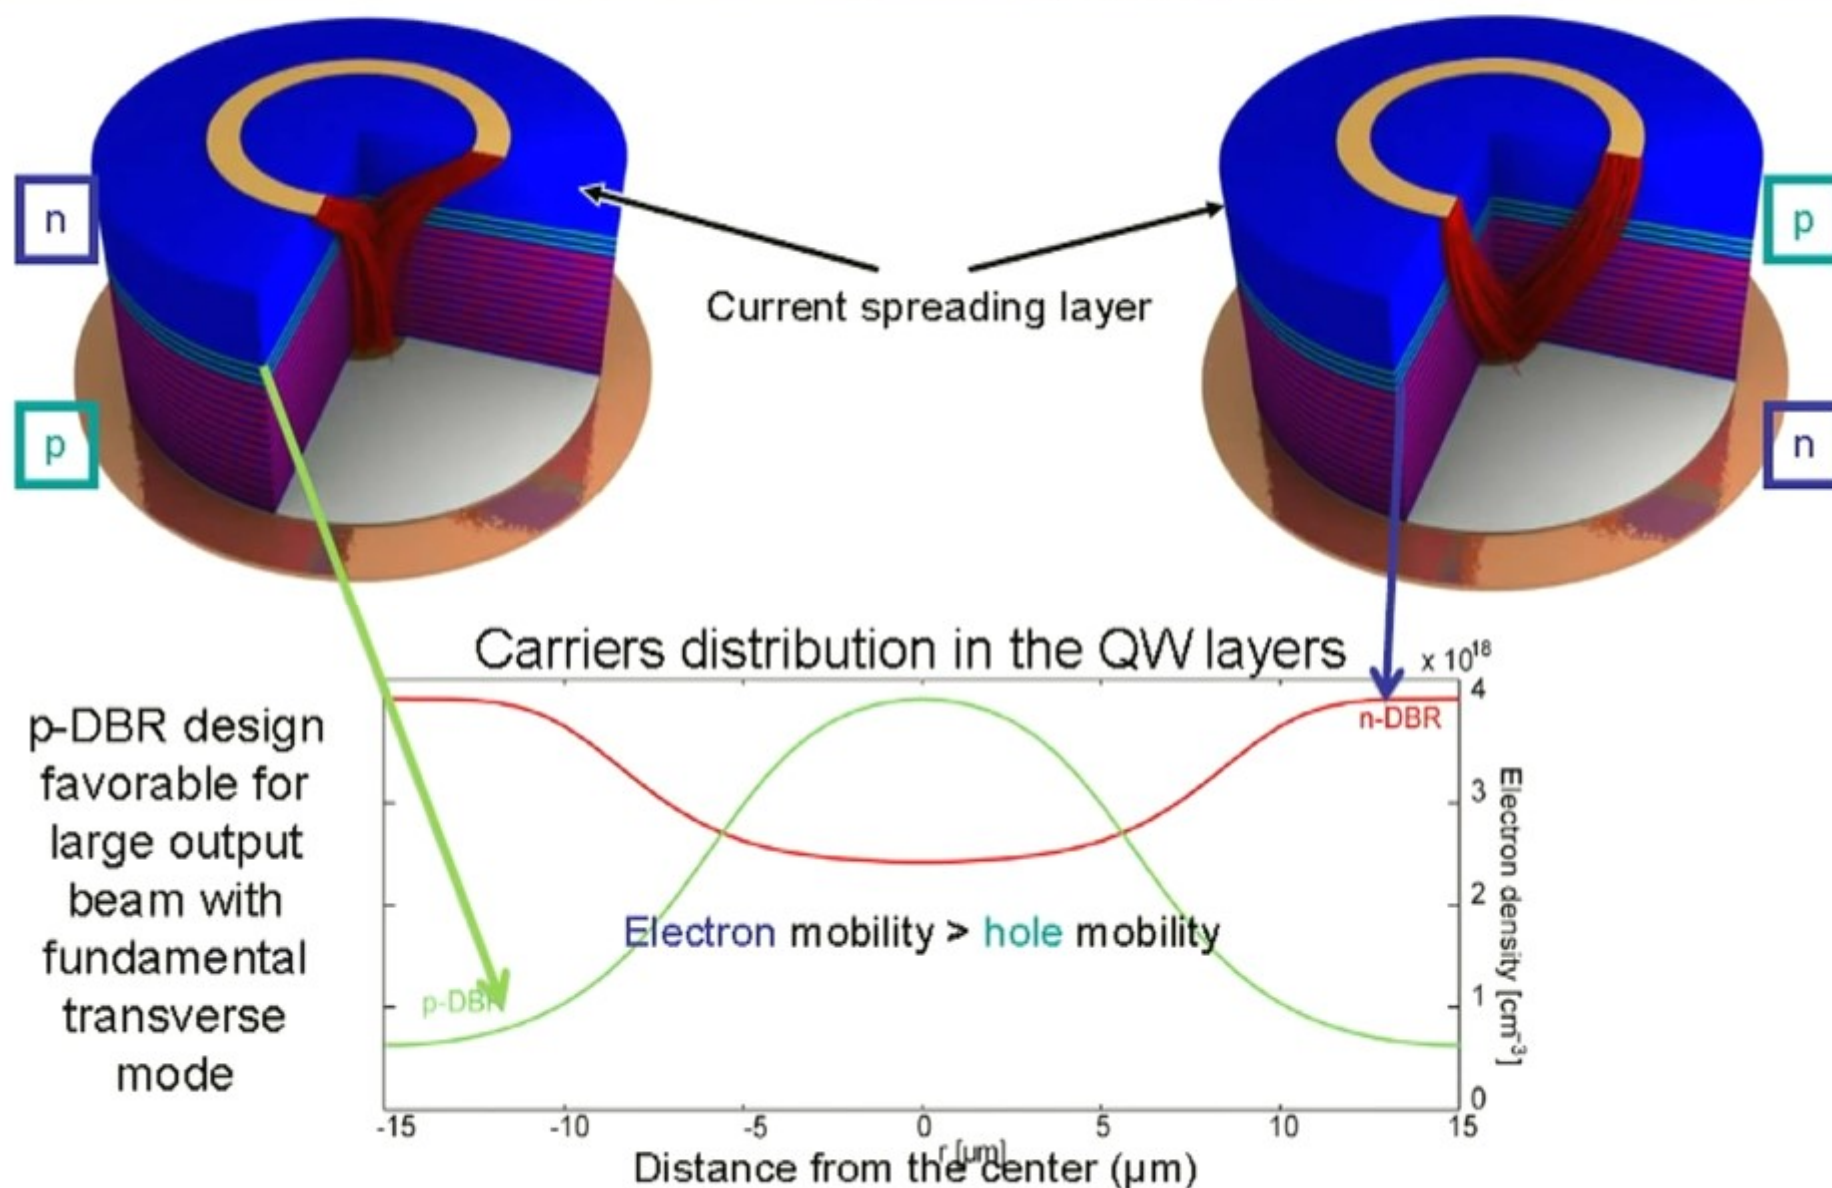 n
p
p
n
Current spreading layer
Carriers distribution in the QW layers
x 10¹⁸
p-DBR design
favorable for
large output
beam with
fundamental
transverse
mode
n-DBR
Electron mobility > hole mobility
p-DBR
4
3
2
1
0
Electron density [cm⁻³]
-15 -10 -5 0 5 10 15
r [μm]
Distance from the center (μm)